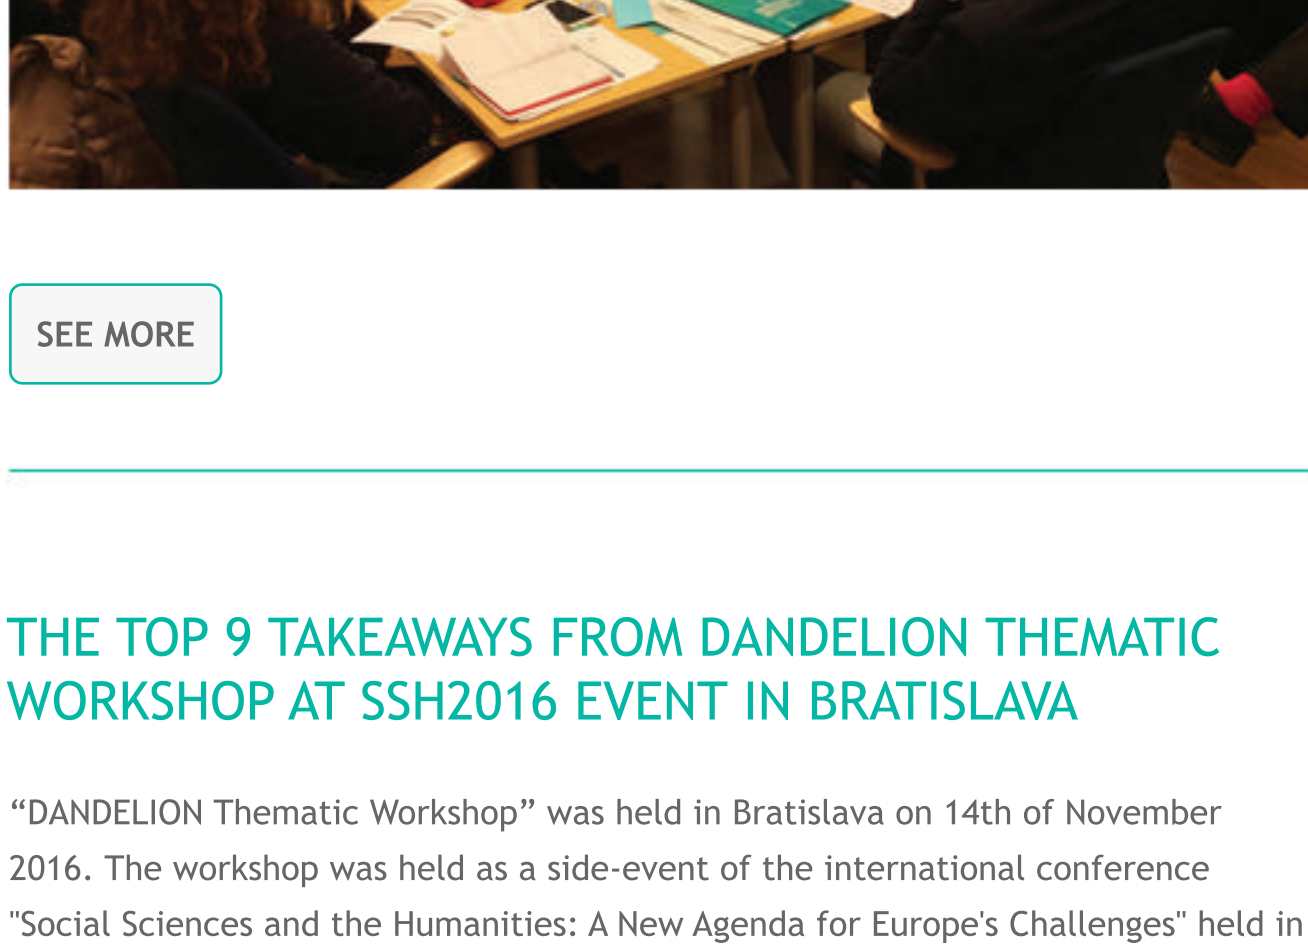 SEE MORE
THE TOP 9 TAKEAWAYS FROM DANDELION THEMATIC
WORKSHOP AT SSH2016 EVENT IN BRATISLAVA
“DANDELION Thematic Workshop” was held in Bratislava on 14th of November
2016. The workshop was held as a side-event of the international conference
"Social Sciences and the Humanities: A New Agenda for Europe's Challenges" held in